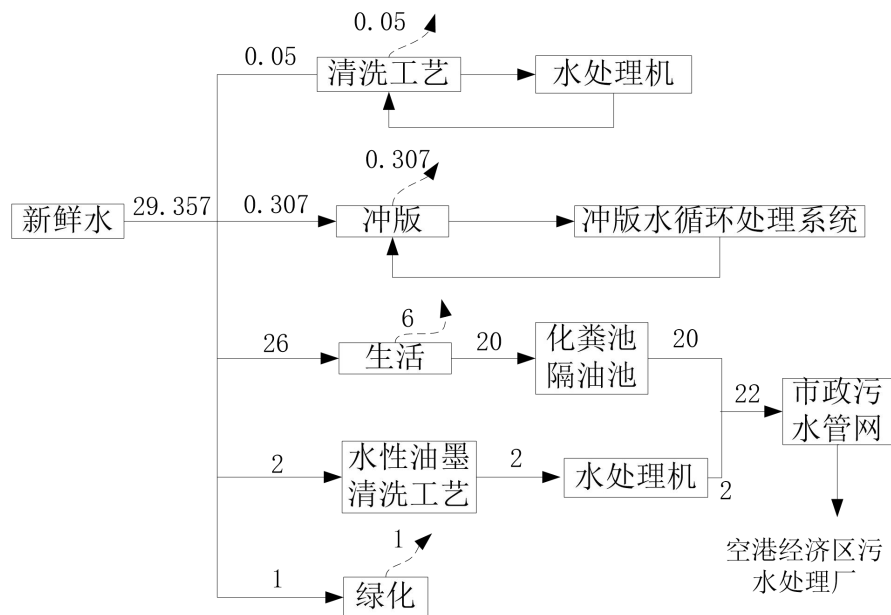 0.05
0.05
清洗工艺
水处理机
0.307
新鲜水
29.357
0.307
冲版
冲版水循环处理系统
6
26
生活
20
化粪池
隔油池
20
22
市政污
水管网
2
水性油墨
清洗工艺
2
水处理机
2
空港经济区污
水处理厂
1
1
绿化